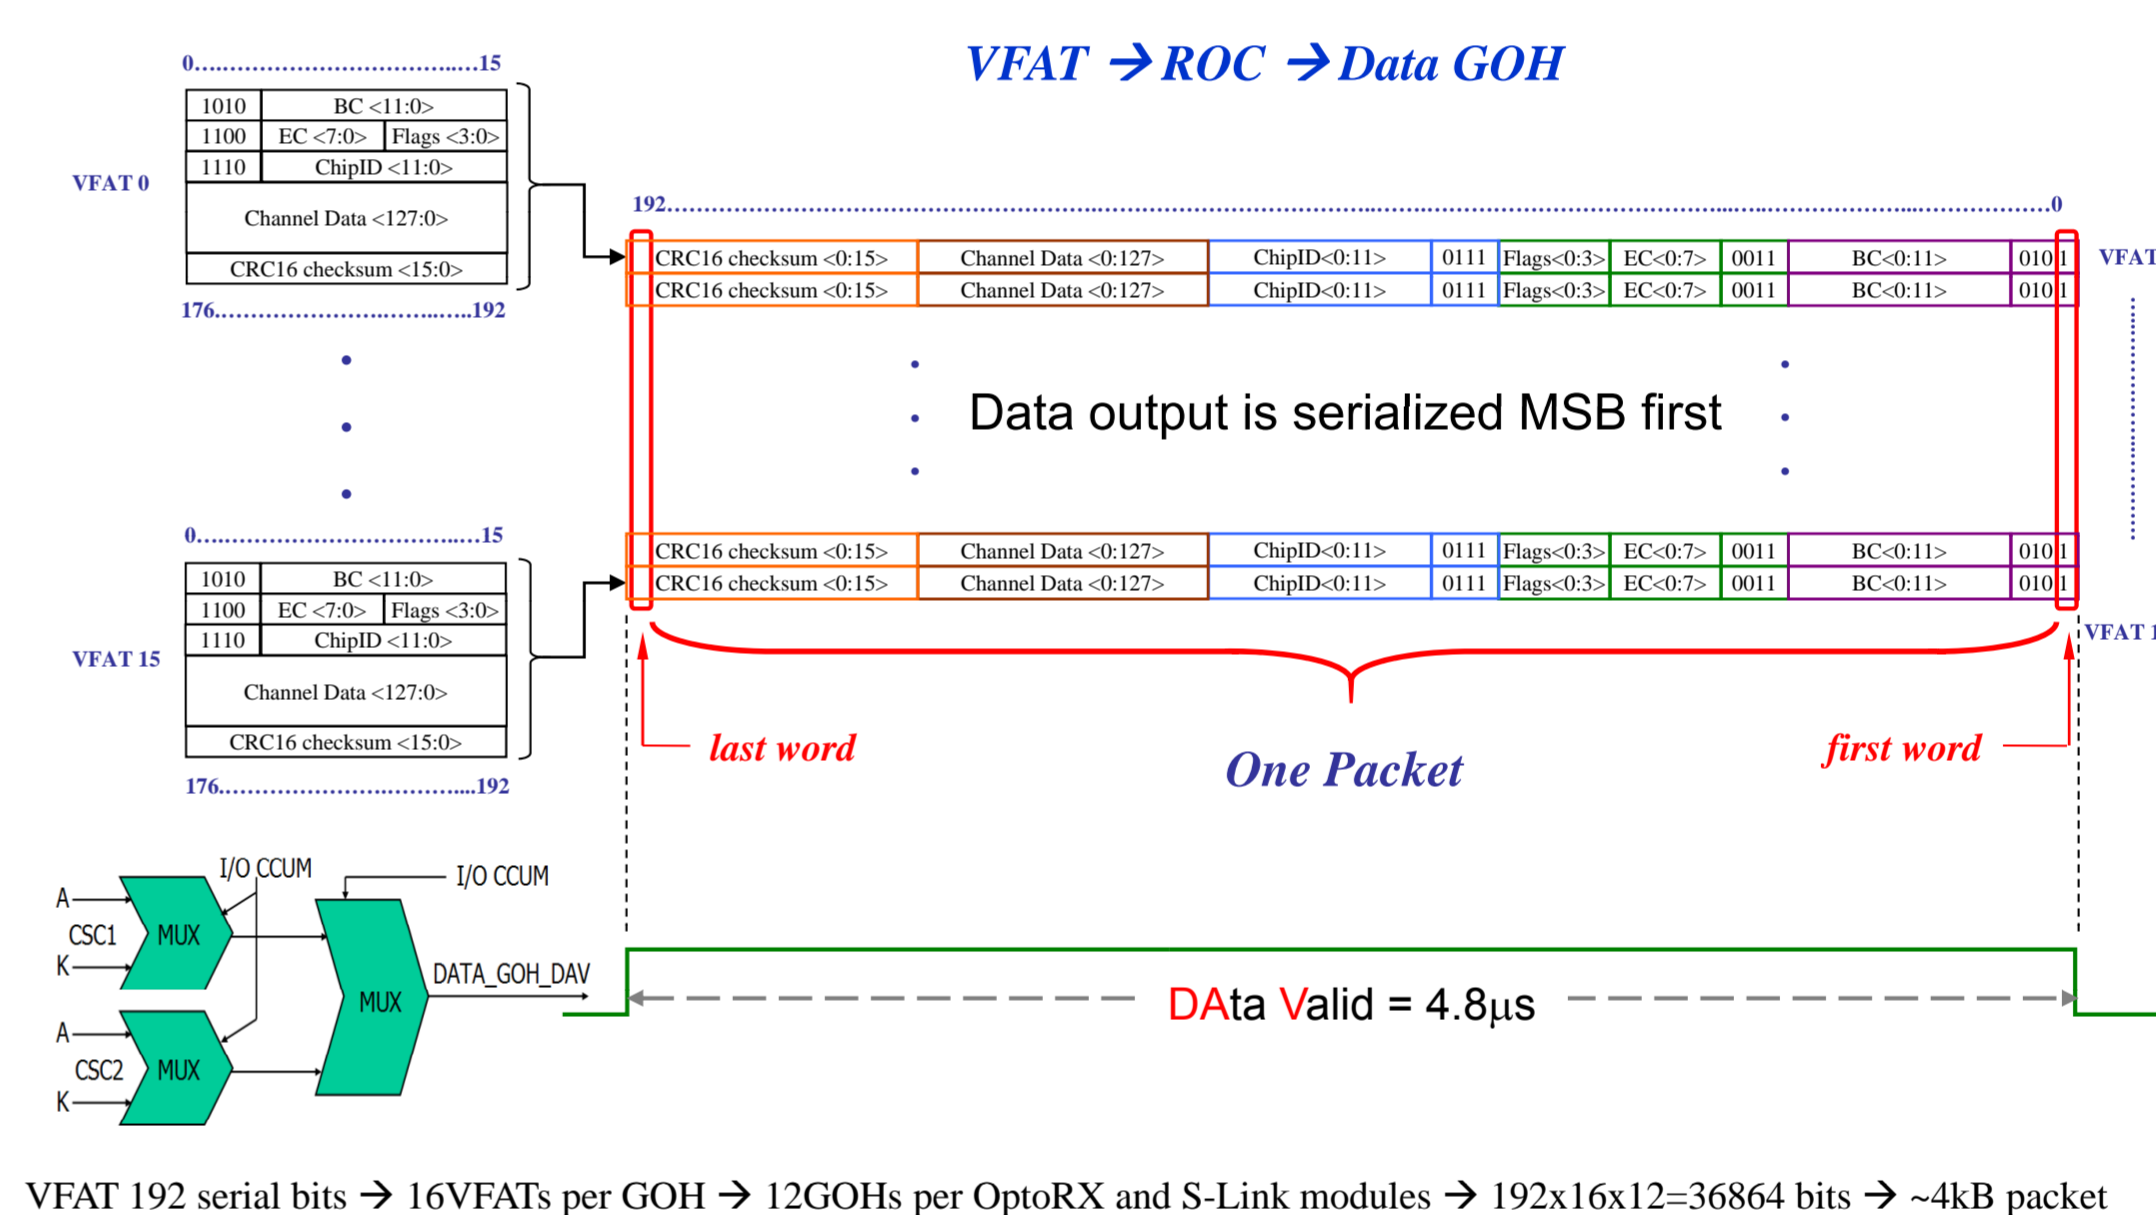 VFAT → ROC → Data GOH
0…………………………………15
1010 BC <11:0>
1100 EC <7:0> Flags <3:0>
1110 ChipID <11:0>
VFAT 0
Channel Data <127:0>
CRC16 checksum <15:0>
176…………………………………192
192……………………………………………………………………0
CRC16 checksum <0:15> Channel Data <0:127> ChipID<0:11> 0111 Flags<0:3> EC<0:7> 0011 BC<0:11> 0101 VFAT
CRC16 checksum <0:15> Channel Data <0:127> ChipID<0:11> 0111 Flags<0:3> EC<0:7> 0011 BC<0:11> 0101
Data output is serialized MSB first
0…………………………………15
1010 BC <11:0>
1100 EC <7:0> Flags <3:0>
1110 ChipID <11:0>
VFAT 15
Channel Data <127:0>
CRC16 checksum <15:0>
176…………………………………192
CRC16 checksum <0:15> Channel Data <0:127> ChipID<0:11> 0111 Flags<0:3> EC<0:7> 0011 BC<0:11> 0101
CRC16 checksum <0:15> Channel Data <0:127> ChipID<0:11> 0111 Flags<0:3> EC<0:7> 0011 BC<0:11> 0101
VFAT 1
last word
One Packet
first word
I/O CCUM
I/O CCUM
A
CSC1 MUX
K
DATA_GOH_DAV
MUX
A
CSC2 MUX
K
DAta Valid = 4.8μs
VFAT 192 serial bits → 16VFATs per GOH → 12GOHs per OptoRX and S-Link modules → 192x16x12=36864 bits → ~4kB packet